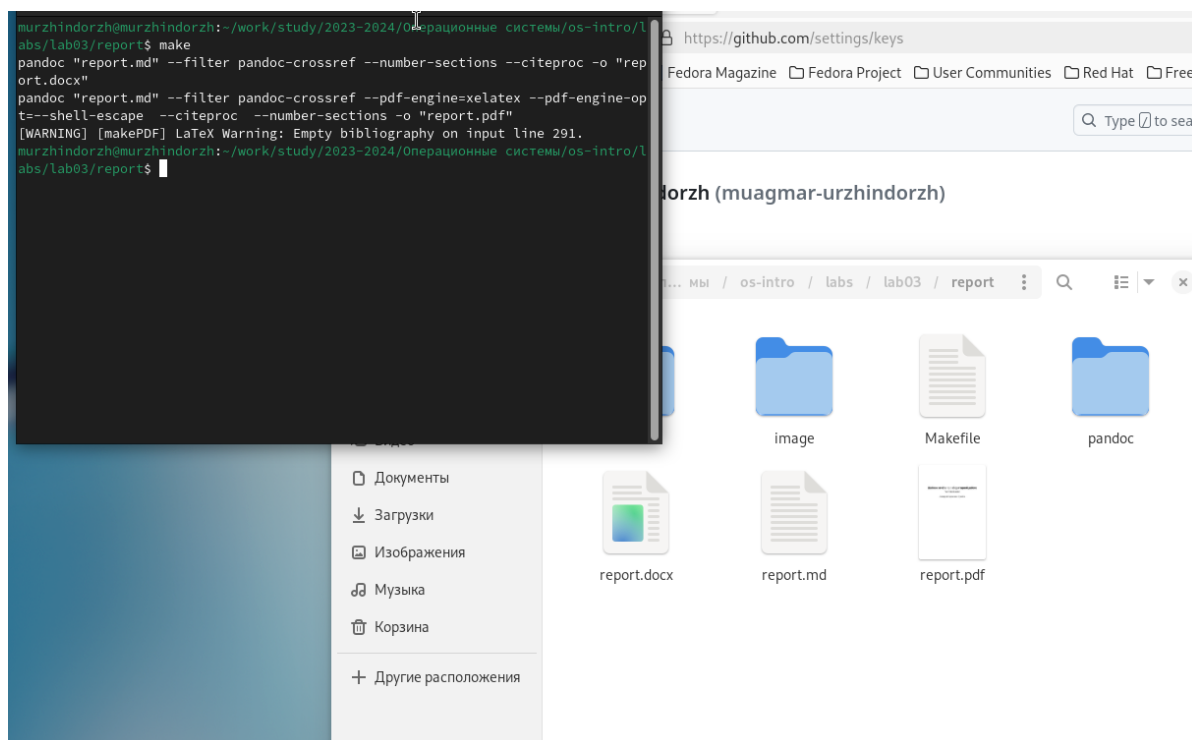 murzhindorzh@murzhindorzh:~/work/study/2023-2024/Операционные системы/os-intro/l
abs/lab03/report$ make
pandoc "report.md" --filter pandoc-crossref --number-sections --citeproc -o "rep
ort.docx"
pandoc "report.md" --filter pandoc-crossref --pdf-engine=xelatex --pdf-engine-op
t=--shell-escape  --citeproc  --number-sections -o "report.pdf"
[WARNING] [makePDF] LaTeX Warning: Empty bibliography on input line 291.
murzhindorzh@murzhindorzh:~/work/study/2023-2024/Операционные системы/os-intro/l
abs/lab03/report$
https://github.com/settings/keys
Fedora Magazine Fedora Project User Communities Red Hat Free
Type / to sea
dorzh (muagmar-urzhindorzh)
мы / os-intro / labs / lab03 / report
image Makefile pandoc
Документы
Загрузки
Изображения
Музыка
Корзина
Другие расположения
report.docx report.md report.pdf